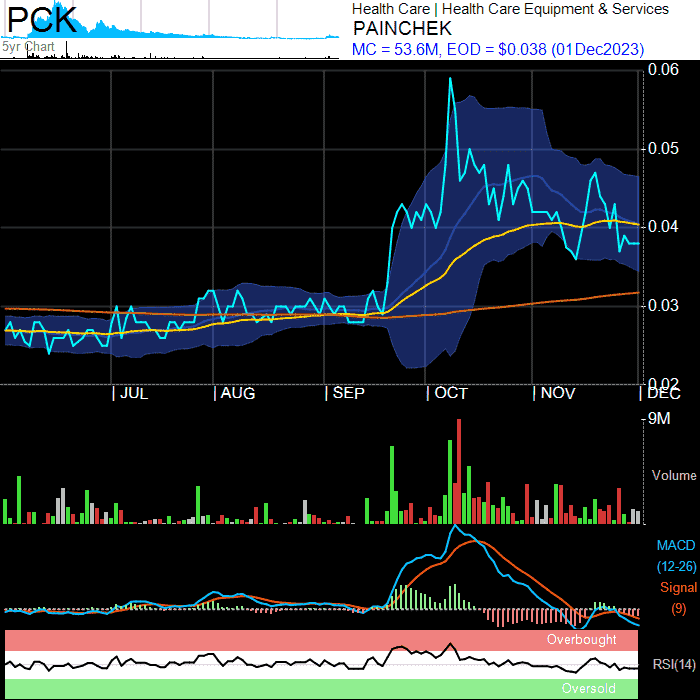 PCK
5yr Chart
Health Care | Health Care Equipment & Services
PAINCHEK
MC = 53.6M, EOD = $0.038 (01Dec2023)
0.06
0.05
0.04
0.03
0.02
JUL
AUG
SEP
OCT
NOV
DEC
9M
Volume
MACD
(12-26)
Signal
(9)
Overbought
RSI(14)
Oversold